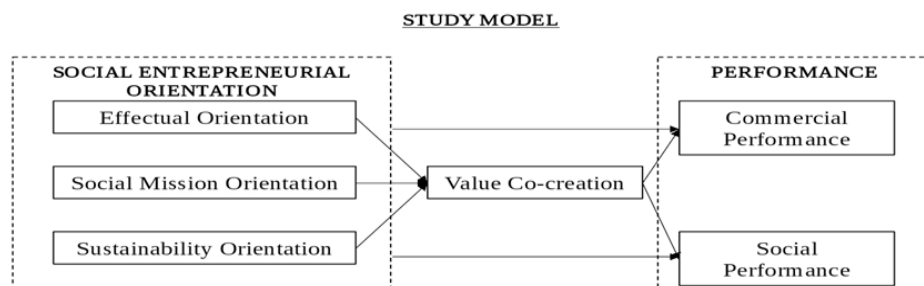 STUDY MODEL
SOCIAL ENTREPRENEURIAL
ORIENTATION
Effectual Orientation
Social Mission Orientation
Sustainability Orientation
Value Co-creation
PERFORMANCE
Commercial
Performance
Social
Performance